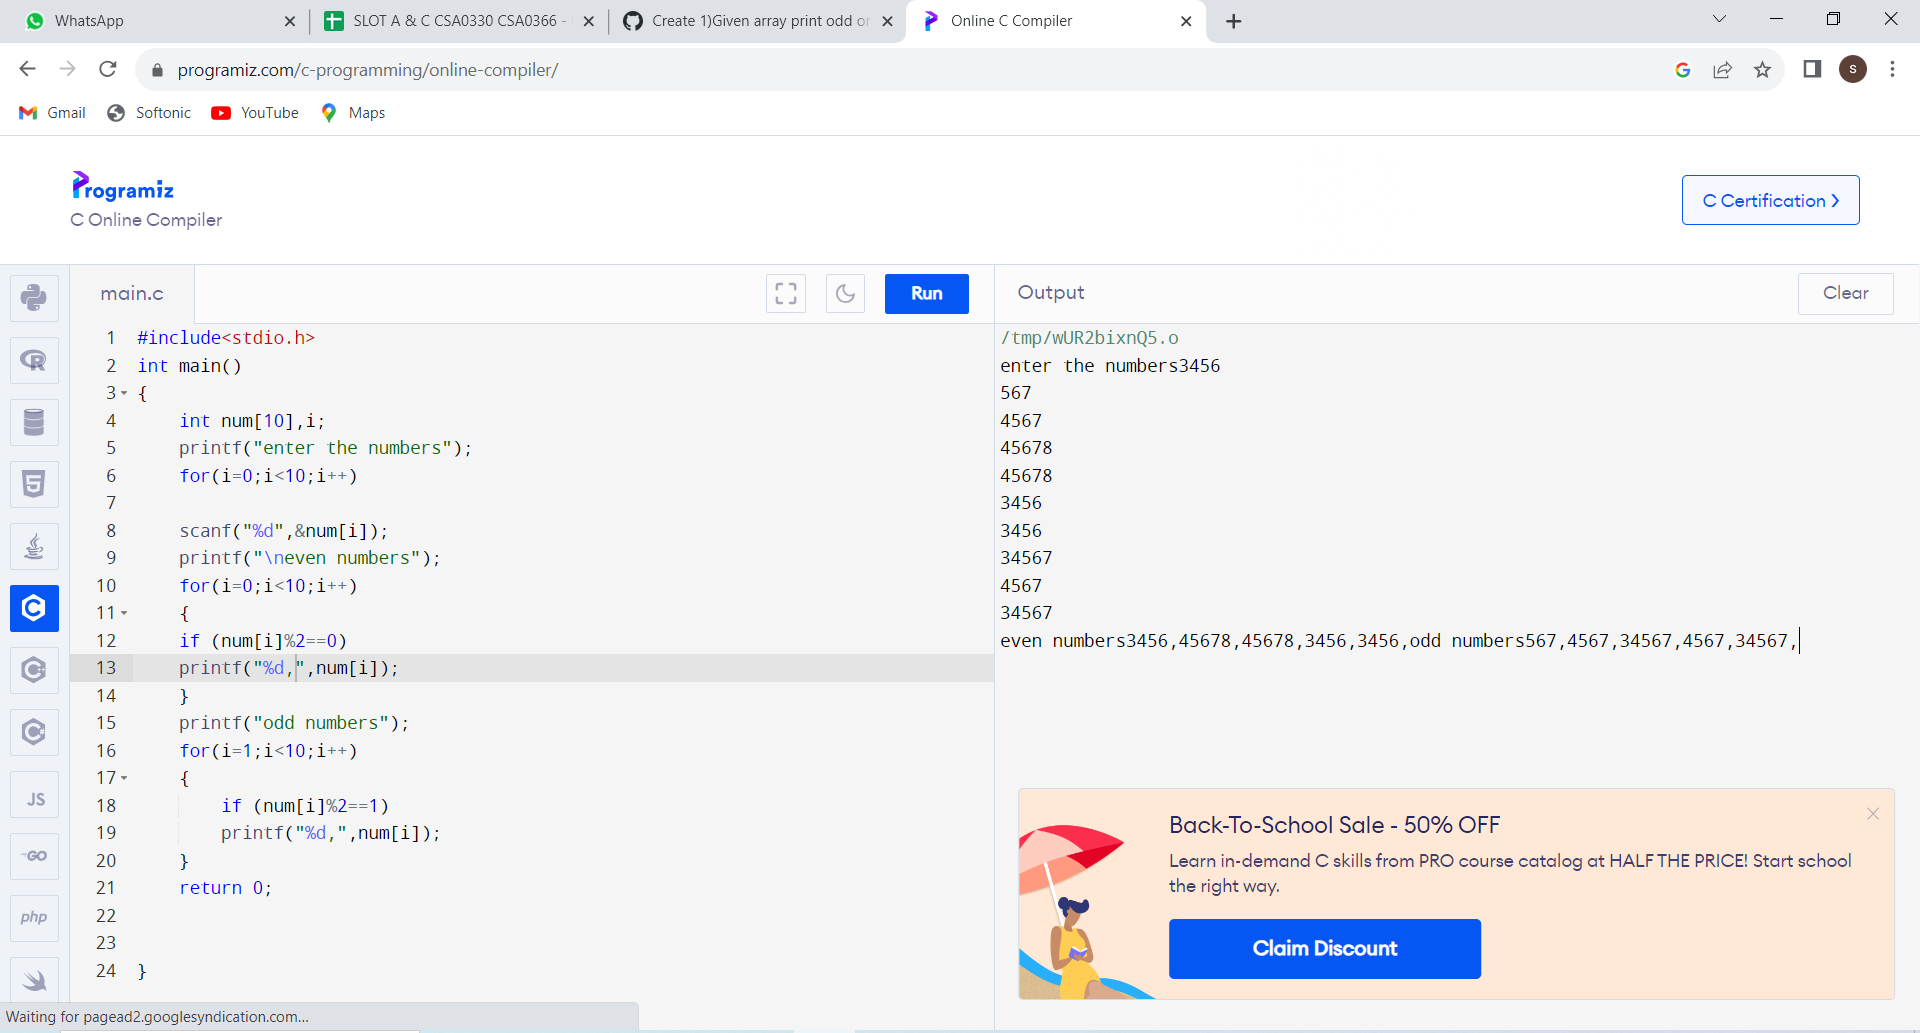 WhatsApp
SLOT A & C CSA0330 CSA0366 -
Create 1)Given array print odd or
Online C Compiler
programiz.com/c-programming/online-compiler/
S
Gmail
Softonic
YouTube
Maps
Programiz
C Online Compiler
C Certification
main.c
Run
Output
Clear
1 #include<stdio.h>
2 int main()
3 {
4 int num[10],i;
5 printf("enter the numbers");
6 for(i=0;i<10;i++)
7
8 scanf("%d",&num[i]);
9 printf("\neven numbers");
10 for(i=0;i<10;i++)
11 {
12 if (num[i]%2==0)
13 printf("%d,",num[i]);
14 }
15 printf("odd numbers");
16 for(i=1;i<10;i++)
17 {
18 if (num[i]%2==1)
19 printf("%d,",num[i]);
20 }
21 return 0;
22
23
24 }
/tmp/wUR2bixnQ5.o
enter the numbers3456
567
4567
45678
45678
3456
3456
34567
4567
34567
even numbers3456,45678,45678,3456,3456,odd numbers567,4567,34567,4567,34567,
R
5
C
C
C
JS
GO
php
Back-To-School Sale - 50% OFF
Learn in-demand C skills from PRO course catalog at HALF THE PRICE! Start school
the right way.
Claim Discount
Waiting for pagead2.googlesyndication.com...